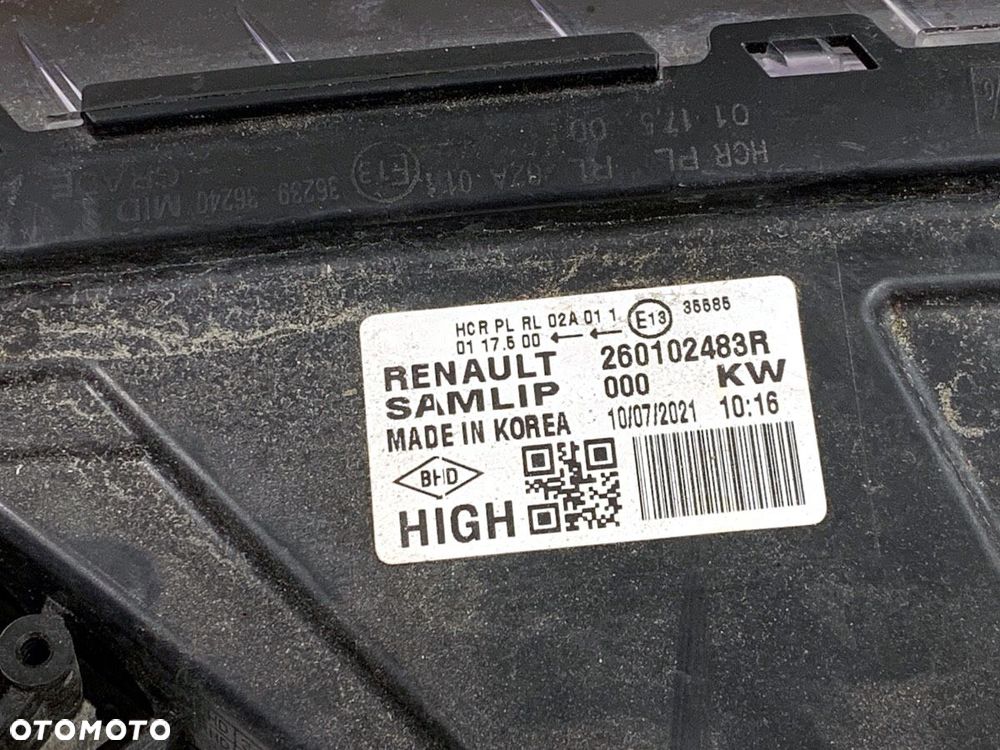 HCR PL
01 17.5 00
RL 02A 01 1
E13
36239 36240 MID
HCR PL RL 02A 01 1 E13 35585
01 17.5 00
RENAULT 260102483R
SAMLIP 000 KW
MADE IN KOREA 10/07/2021 10:16
BHD
HIGH
OTOMOTO